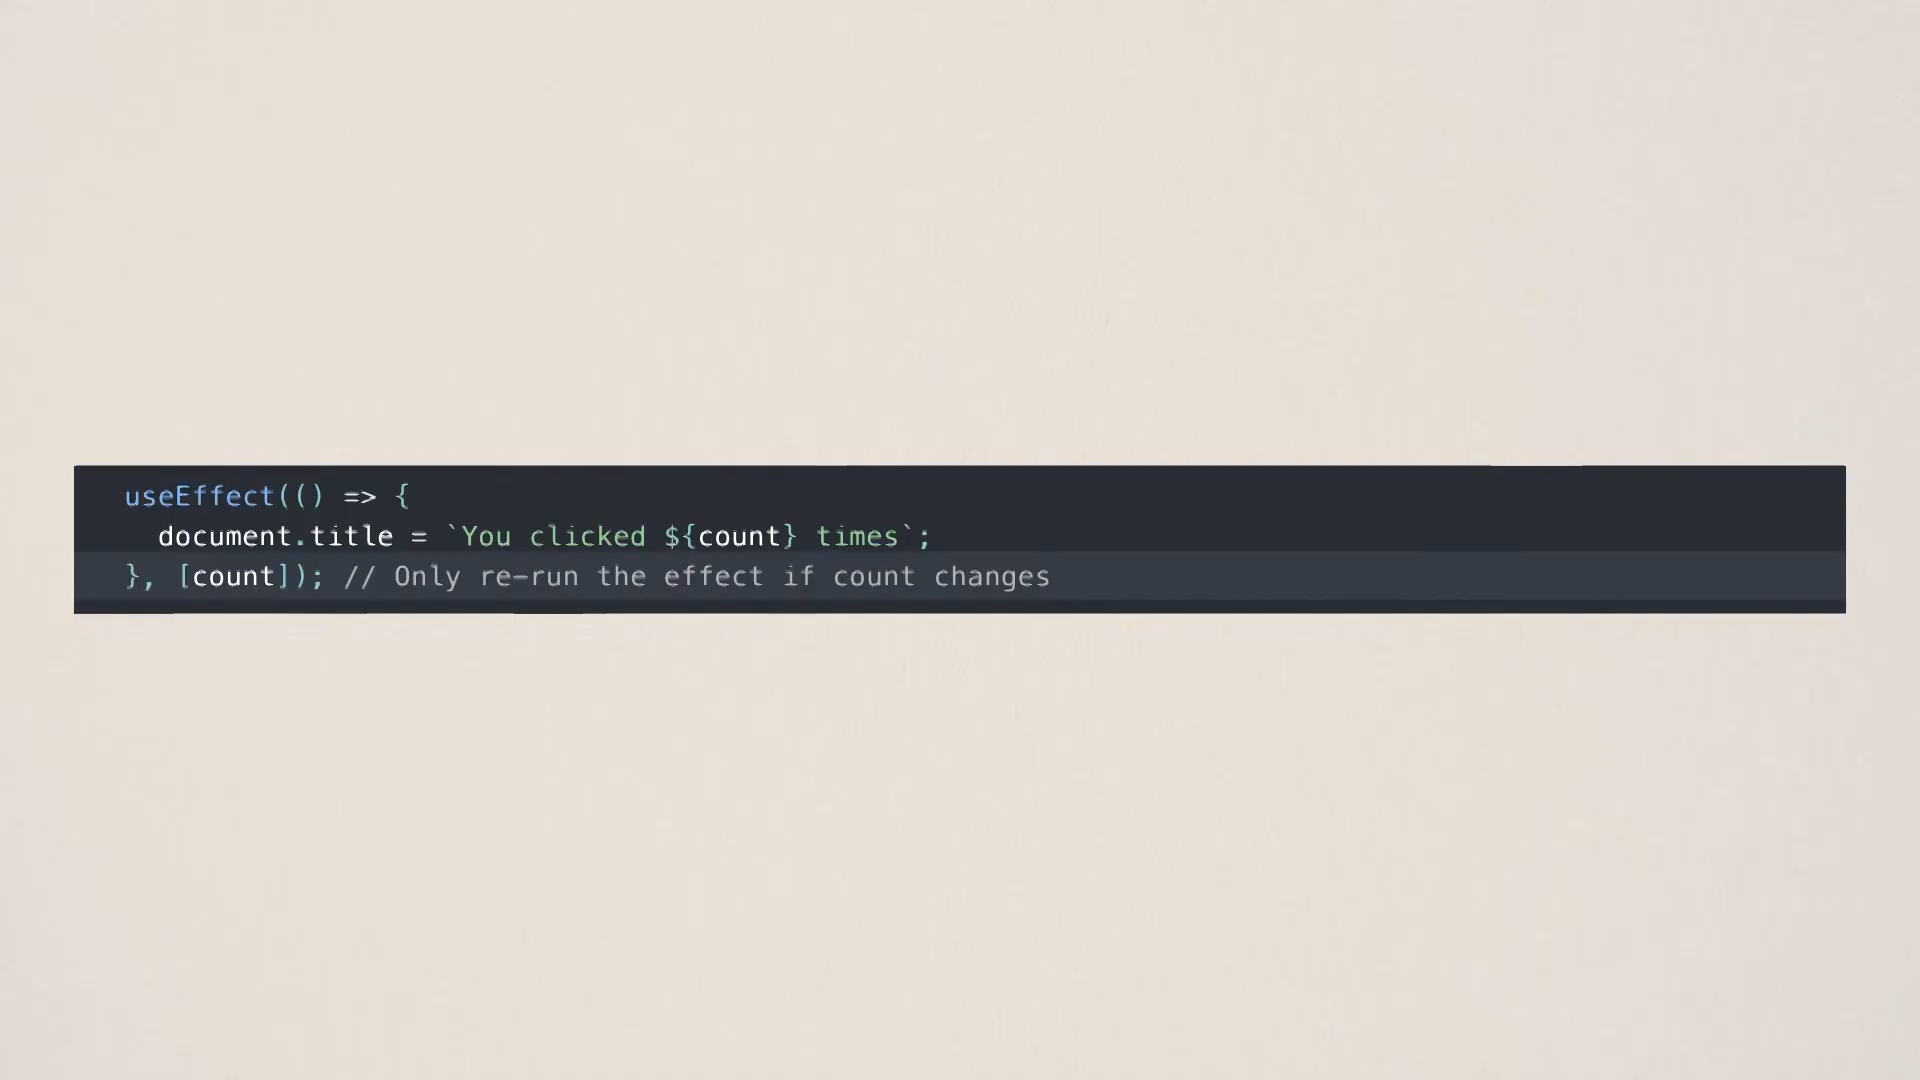 useEffect(() => {
  document.title = `You clicked ${count} times`;
}, [count]); // Only re-run the effect if count changes